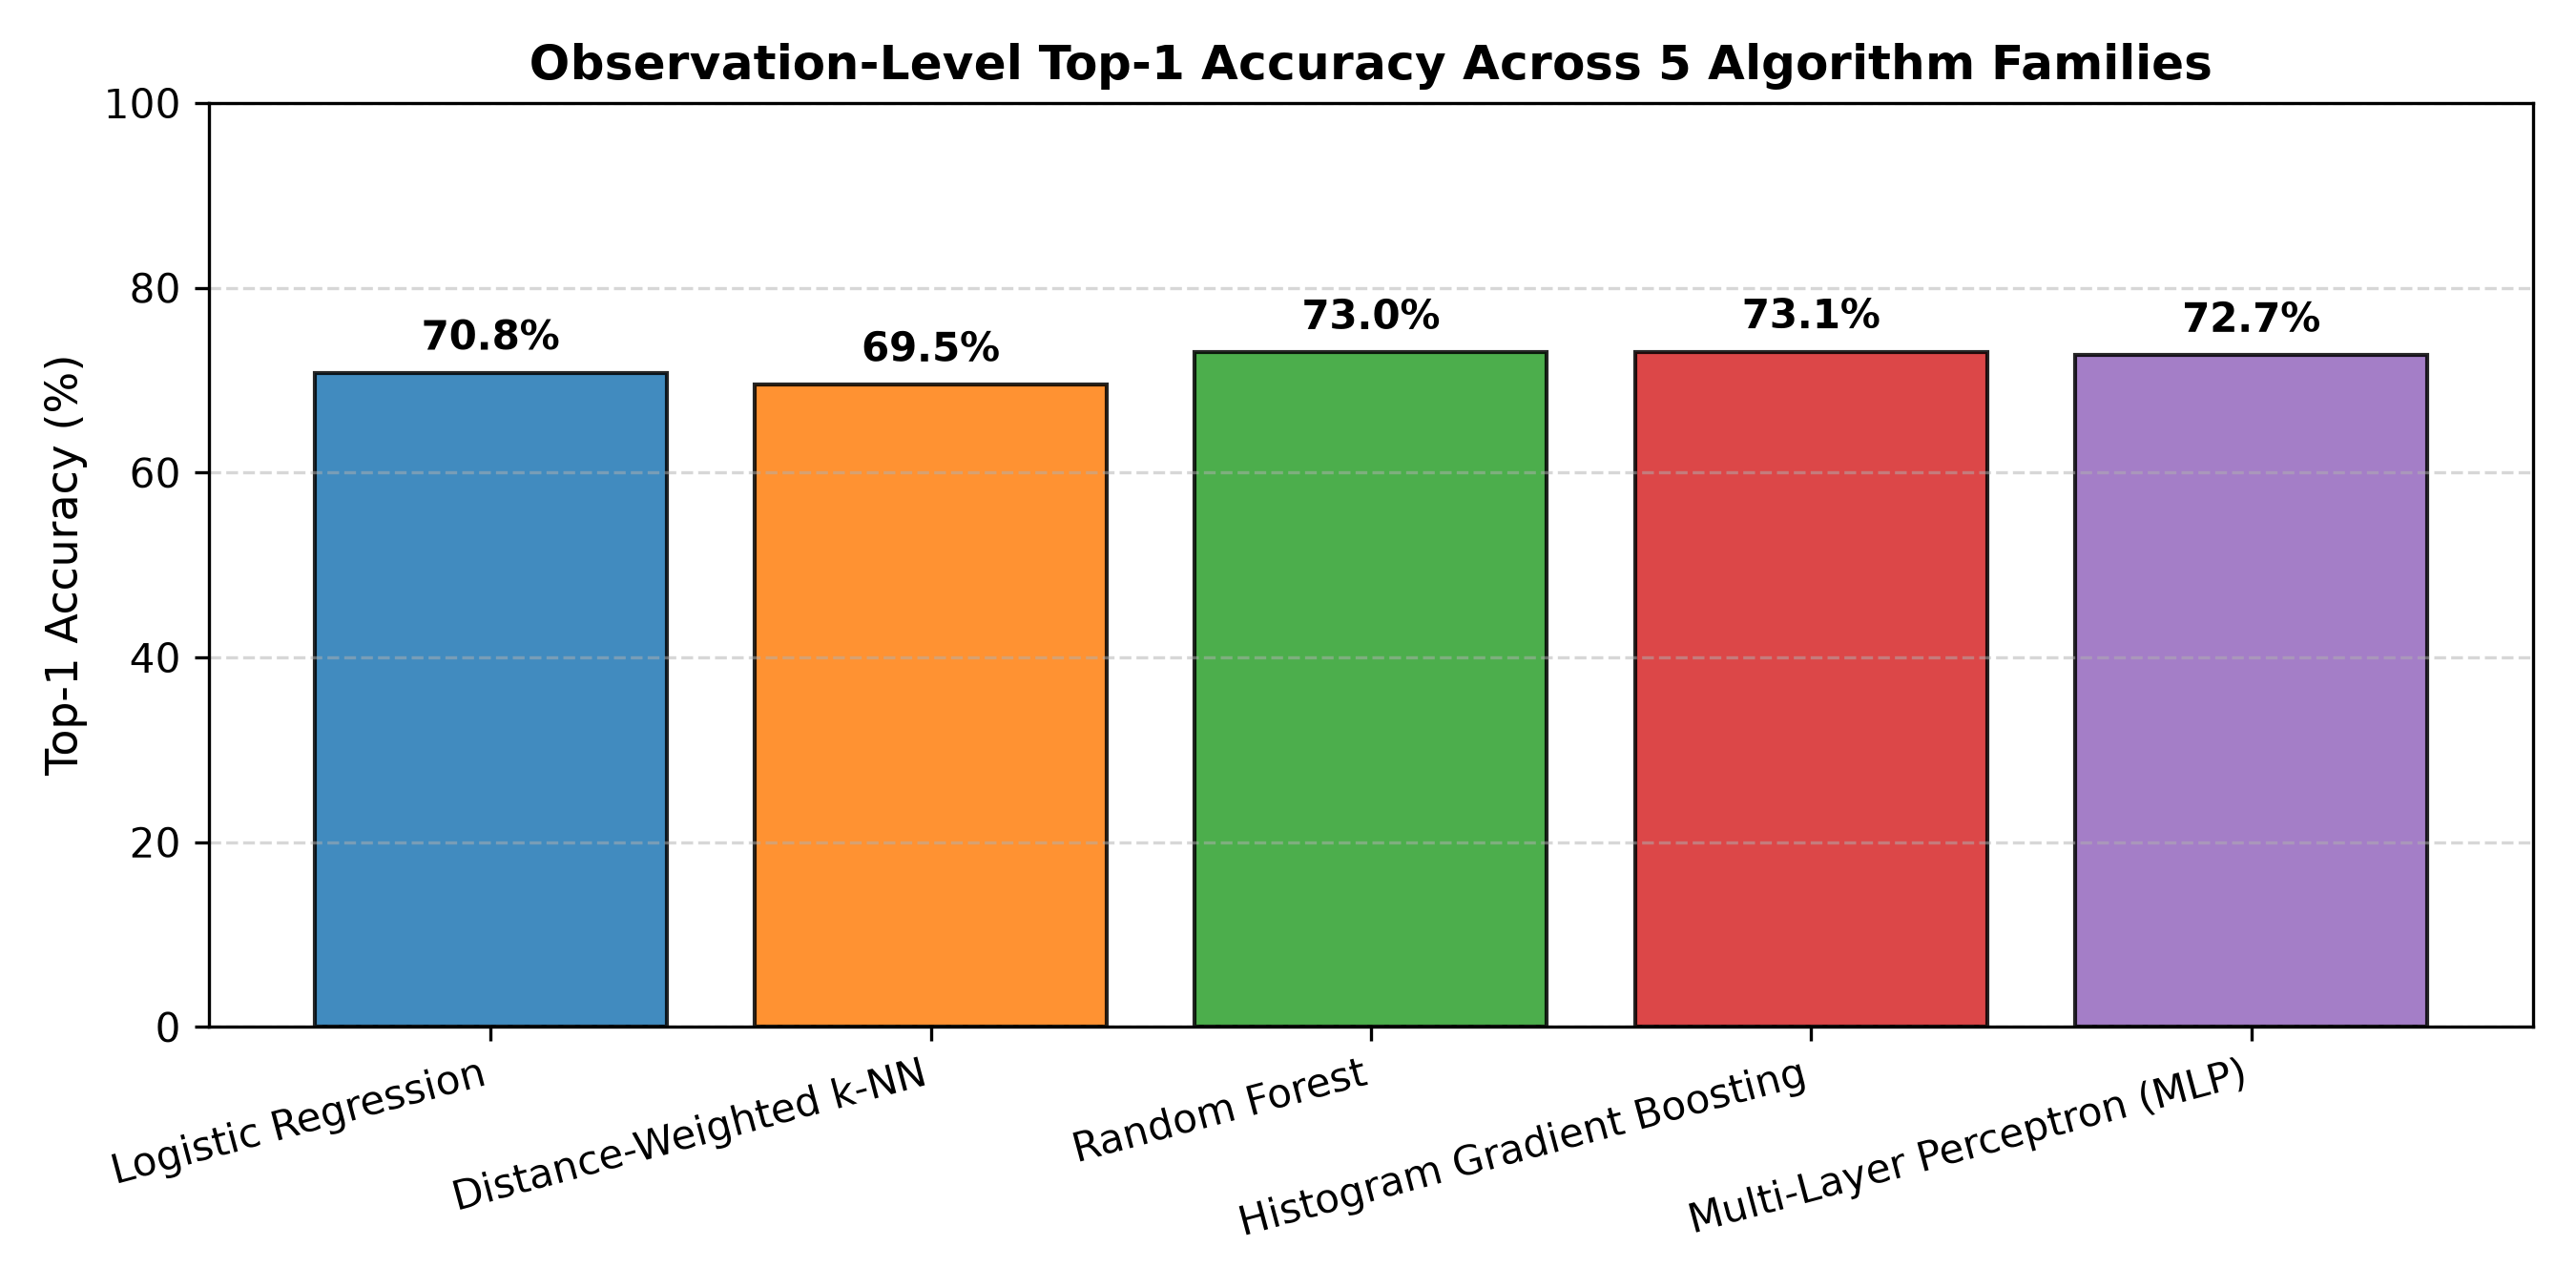 Observation-Level Top-1 Accuracy Across 5 Algorithm Families
Top-1 Accuracy (%)
100
80
60
40
20
0
70.8%
69.5%
73.0%
73.1%
72.7%
Logistic Regression
Distance-Weighted k-NN
Random Forest
Histogram Gradient Boosting
Multi-Layer Perceptron (MLP)